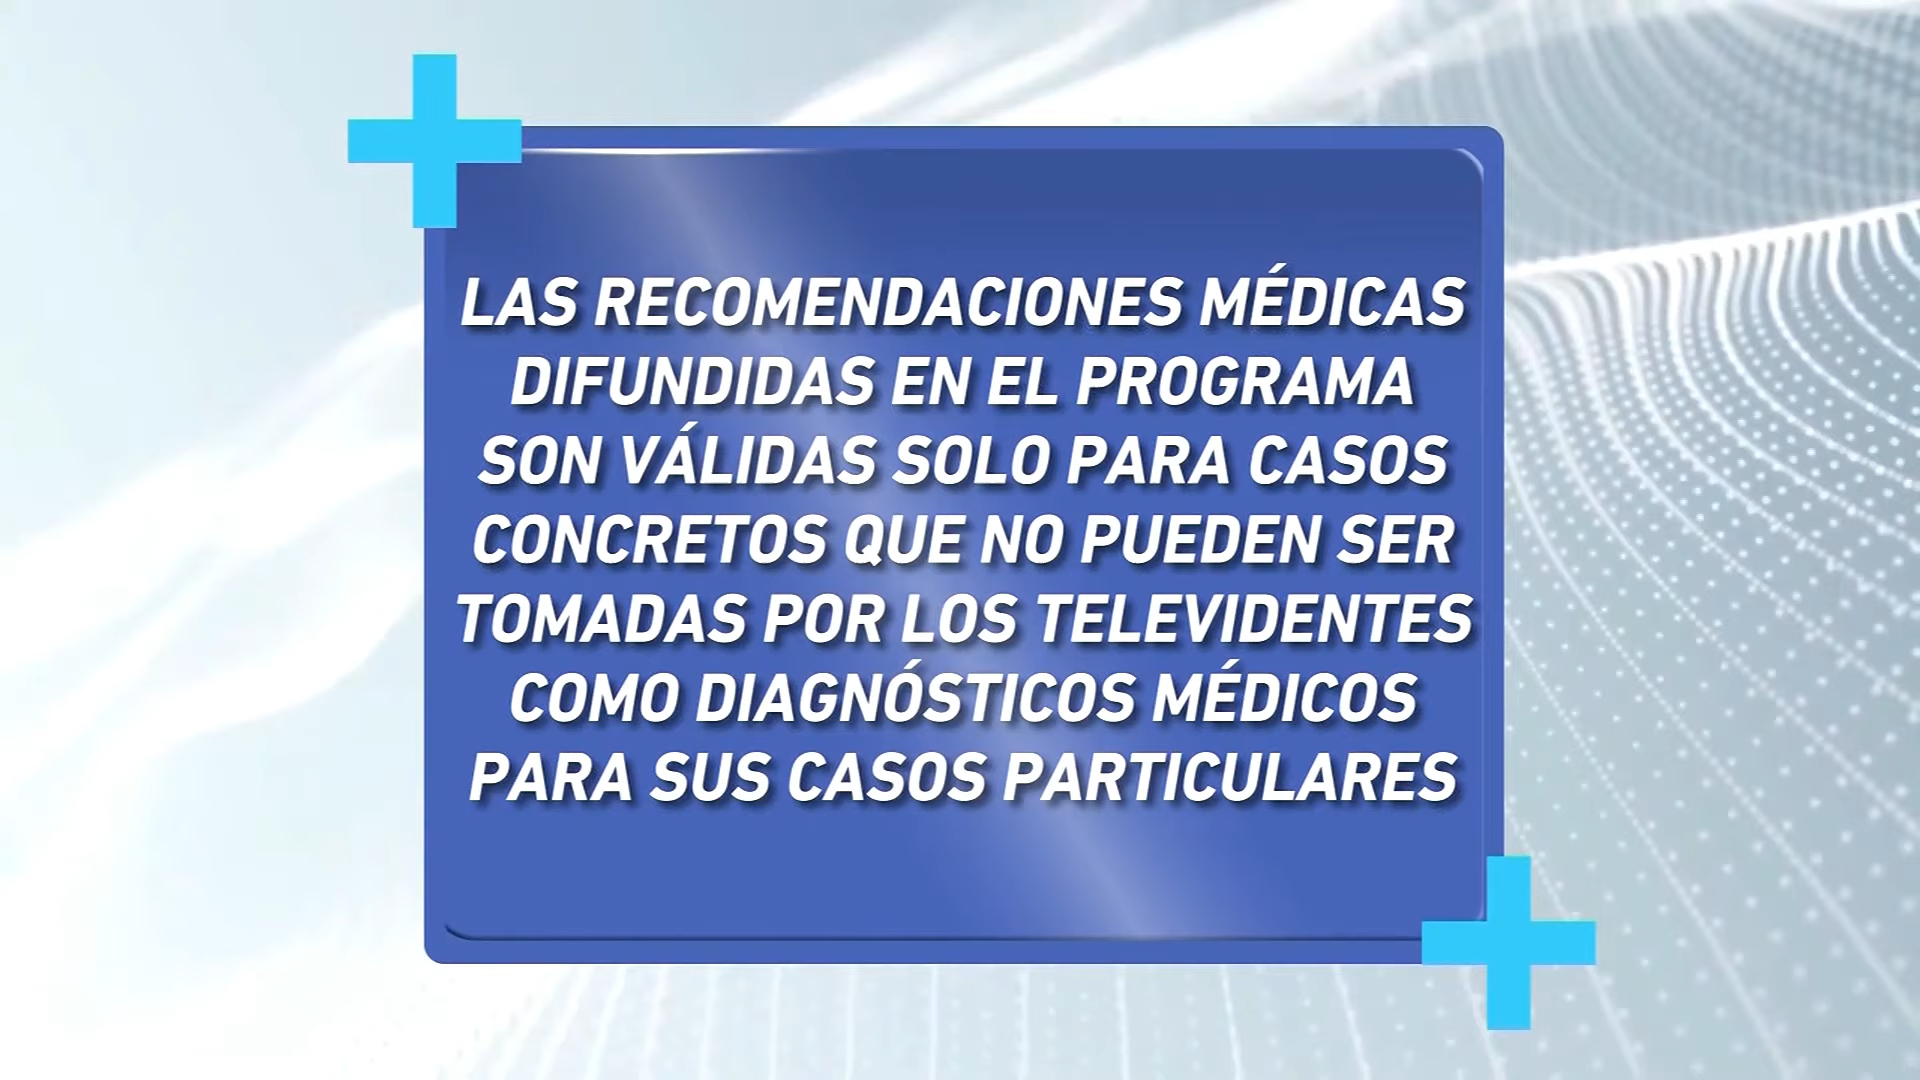 LAS RECOMENDACIONES MÉDICAS
DIFUNDIDAS EN EL PROGRAMA
SON VÁLIDAS SOLO PARA CASOS
CONCRETOS QUE NO PUEDEN SER
TOMADAS POR LOS TELEVIDENTES
COMO DIAGNÓSTICOS MÉDICOS
PARA SUS CASOS PARTICULARES